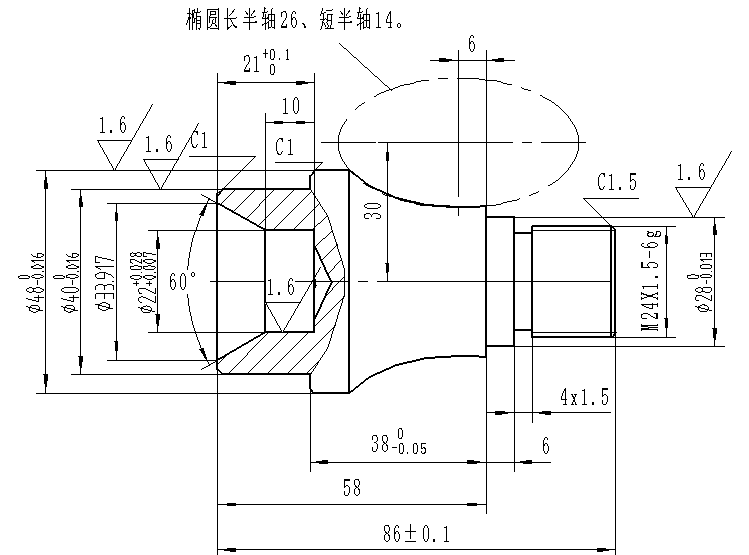 椭圆长半轴26、短半轴14。
6
21+0.1 0
10
1.6
1.6
C1
C1
C1.5
1.6
30
φ48 0 -0.016
φ40 0 -0.016
φ33.917
60°
φ22+0.028 +0.007
1.6
M24X1.5-6g
φ28 0 -0.013
4x1.5
38 0 -0.05
6
58
86±0.1